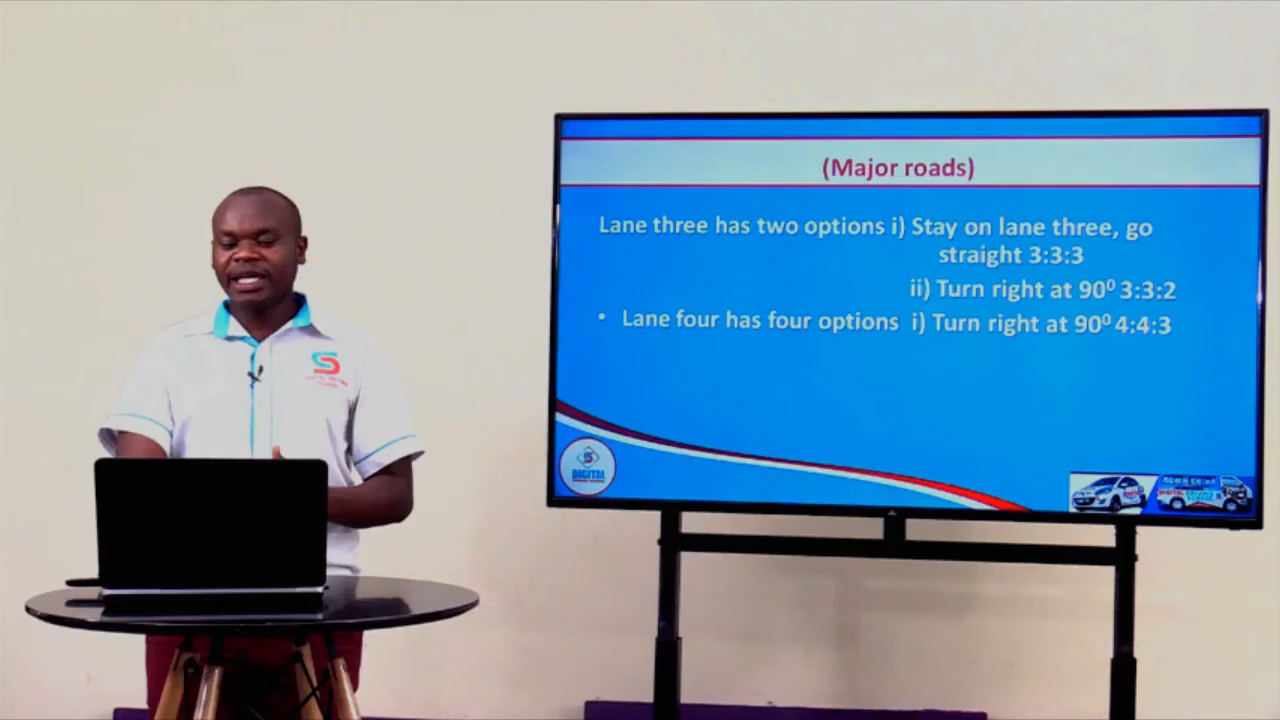 (Major roads)
Lane three has two options i) Stay on lane three, go
straight 3:3:3
ii) Turn right at 90⁰ 3:3:2
• Lane four has four options i) Turn right at 90⁰ 4:4:3
DIGITAL